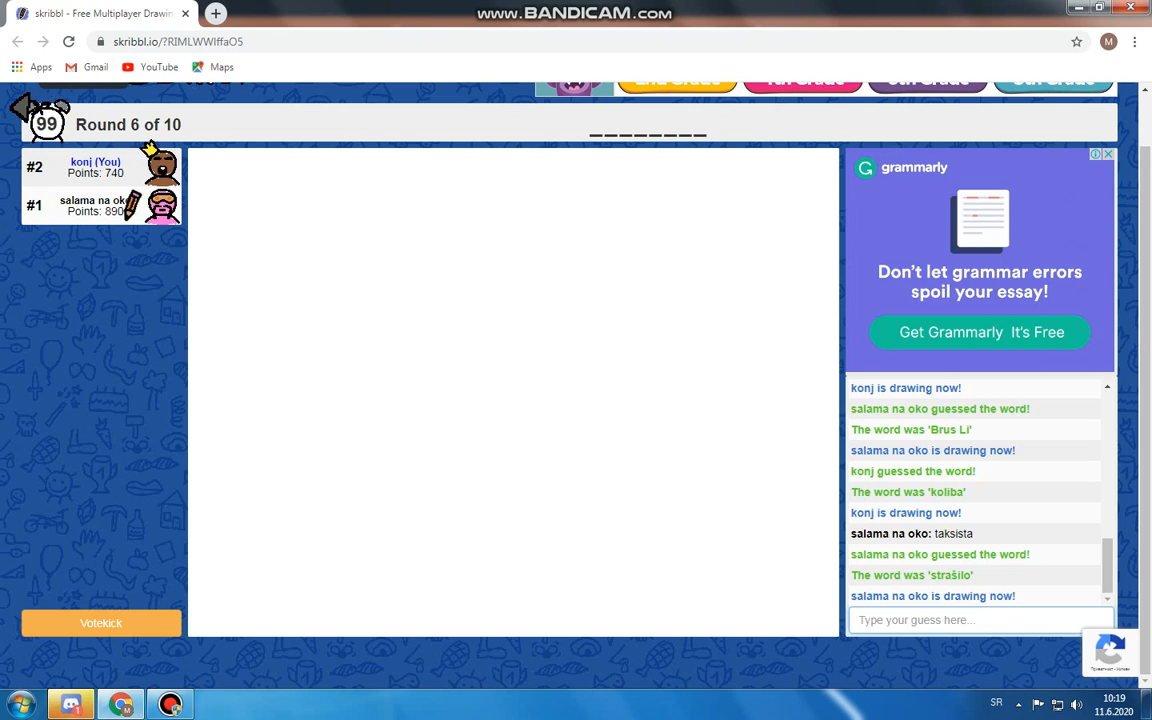 www.BANDICAM.com
skribbl - Free Multiplayer Drawin
skribbl.io/?RIMLWWlffaO5
M
Apps
Gmail
YouTube
Maps
99
Round 6 of 10
________
#2
konj (You)
Points: 740
#1
salama na oko
Points: 890
grammarly
Don't let grammar errors
spoil your essay!
Get Grammarly It's Free
konj is drawing now!
salama na oko guessed the word!
The word was 'Brus Li'
salama na oko is drawing now!
konj guessed the word!
The word was 'koliba'
konj is drawing now!
salama na oko: taksista
salama na oko guessed the word!
The word was 'strašilo'
salama na oko is drawing now!
Type your guess here...
Votekick
SR
10:19
11.6.2020